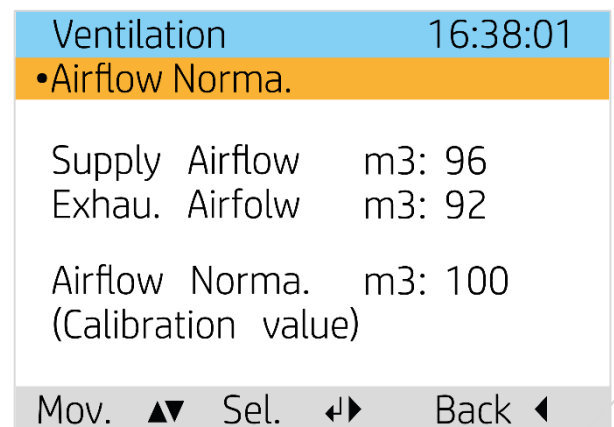 Ventilation 16:38:01
•Airflow Norma.
Supply Airflow m3: 96
Exhau. Airfolw m3: 92
Airflow Norma. m3: 100
(Calibration value)
Mov. ▲▼ Sel. ↵▶ Back ◀